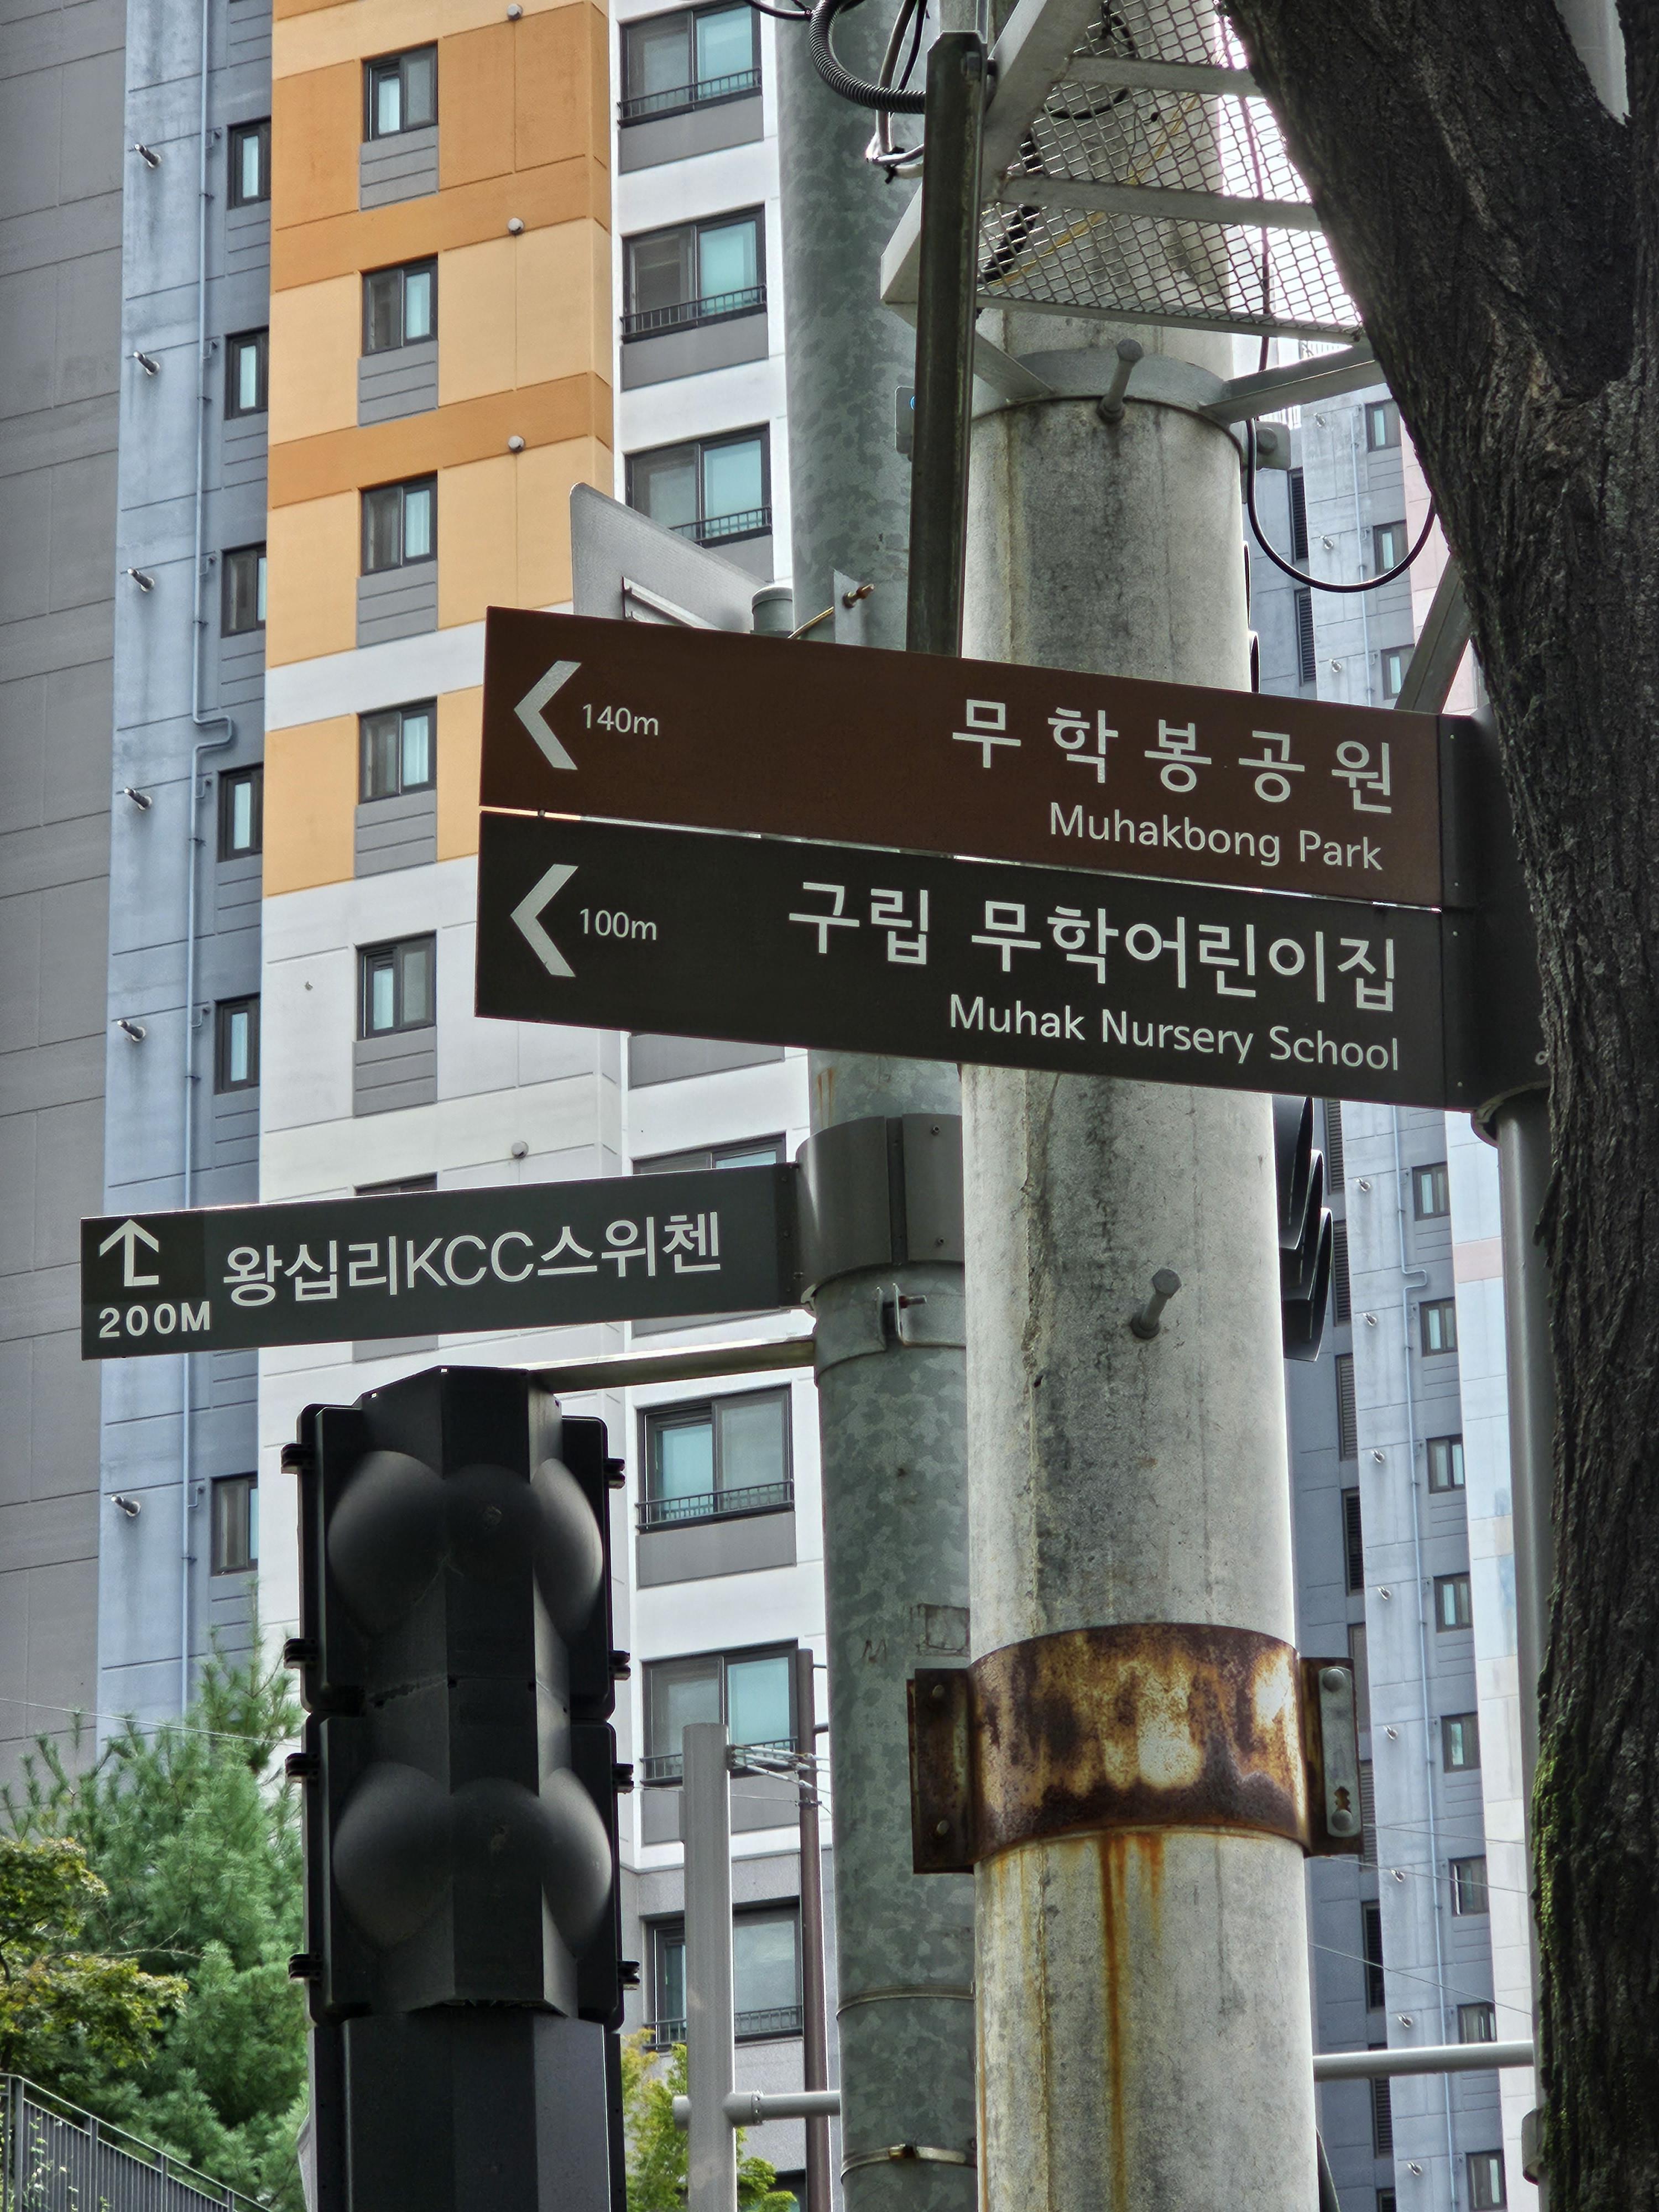 140m
무학봉공원
Muhakbong Park
100m
구립 무학어린이집
Muhak Nursery School
왕십리KCC스위첸
200M